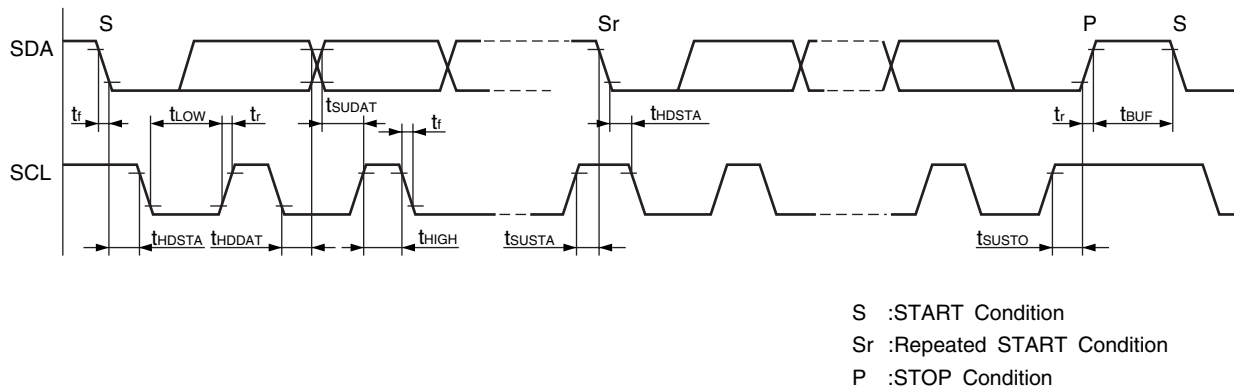 S Sr P S
SDA
tf tLOW tr tSUDAT tf tHDSTA tr tBUF
SCL
tHDSTA tHDDAT tHIGH tSUSTA tSUSTO
S :START Condition
Sr :Repeated START Condition
P :STOP Condition